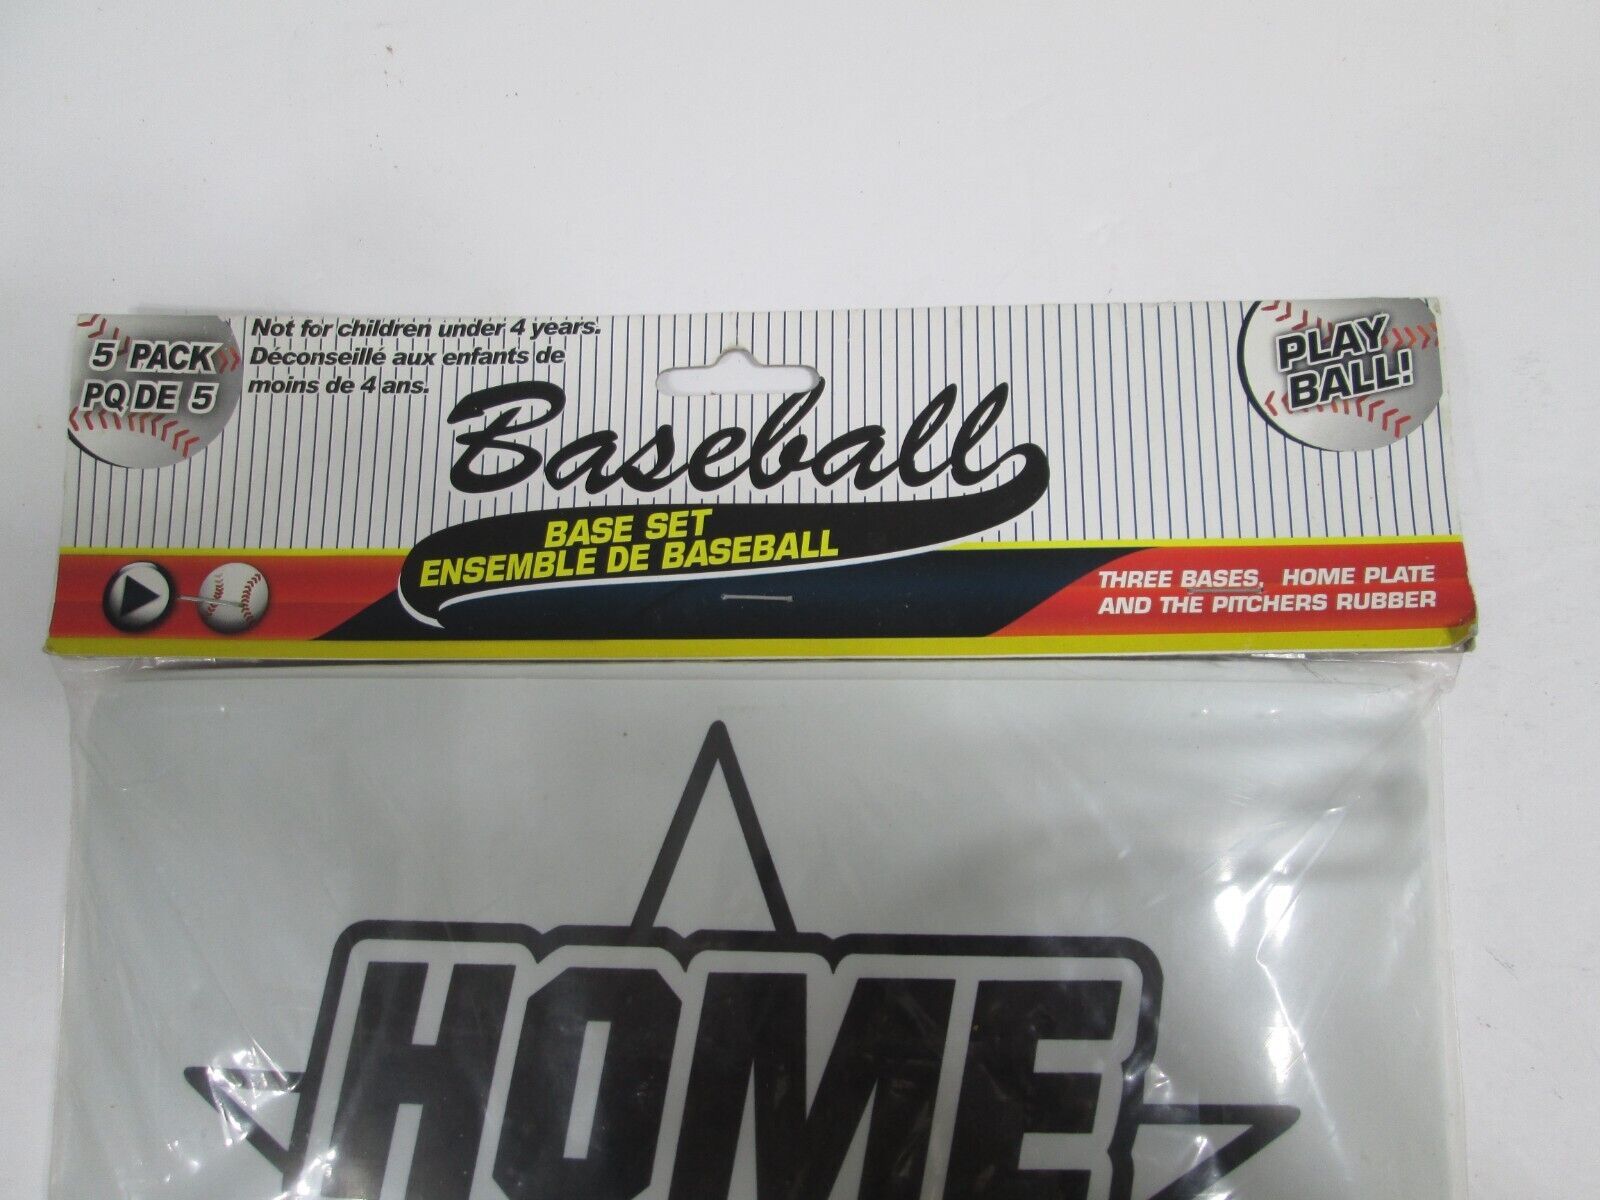 5 PACK
PQ DE 5
Not for children under 4 years.
Déconseillé aux enfants de
moins de 4 ans.
PLAY
BALL!
Baseball
BASE SET
ENSEMBLE DE BASEBALL
THREE BASES, HOME PLATE
AND THE PITCHERS RUBBER
HOME